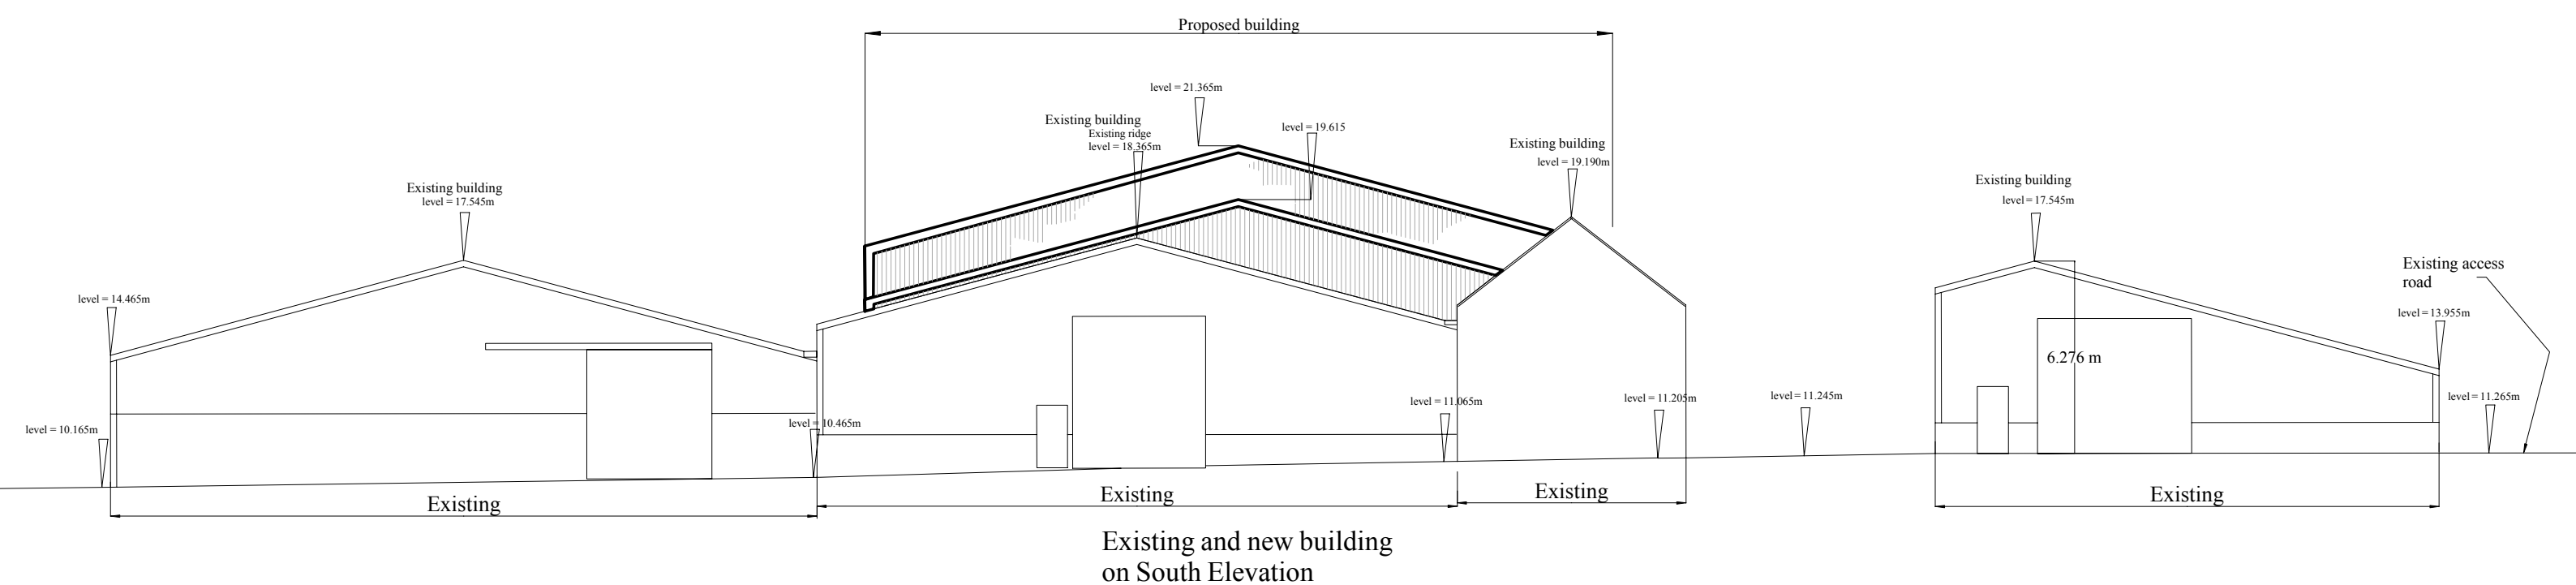 Proposed building
level = 21.365m
Existing building
Existing ridge
level = 18.365m
level = 19.615
Existing building
level = 19.190m
Existing building
level = 17.545m
Existing building
level = 17.545m
Existing access
road
level = 14.465m
level = 13.955m
6.276 m
level = 10.165m
level = 10.465m
level = 11.065m
level = 11.205m
level = 11.245m
level = 11.265m
Existing
Existing
Existing
Existing
Existing and new building
on South Elevation